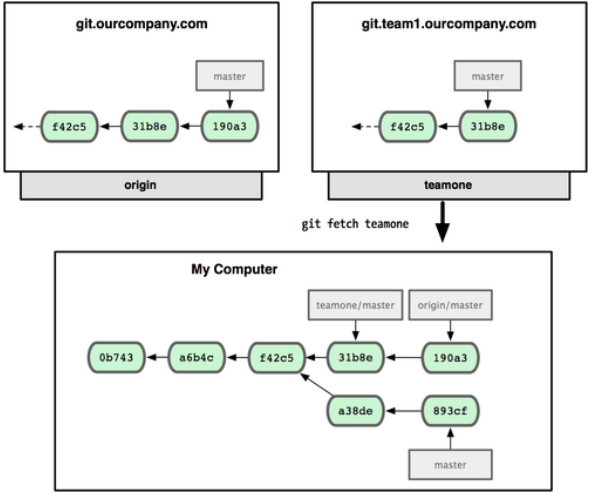 git.ourcompany.com
master
f42c5
31b8e
190a3
origin
git.team1.ourcompany.com
master
f42c5
31b8e
teamone
git fetch teamone
My Computer
teamone/master
origin/master
0b743
a6b4c
f42c5
31b8e
190a3
a38de
893cf
master